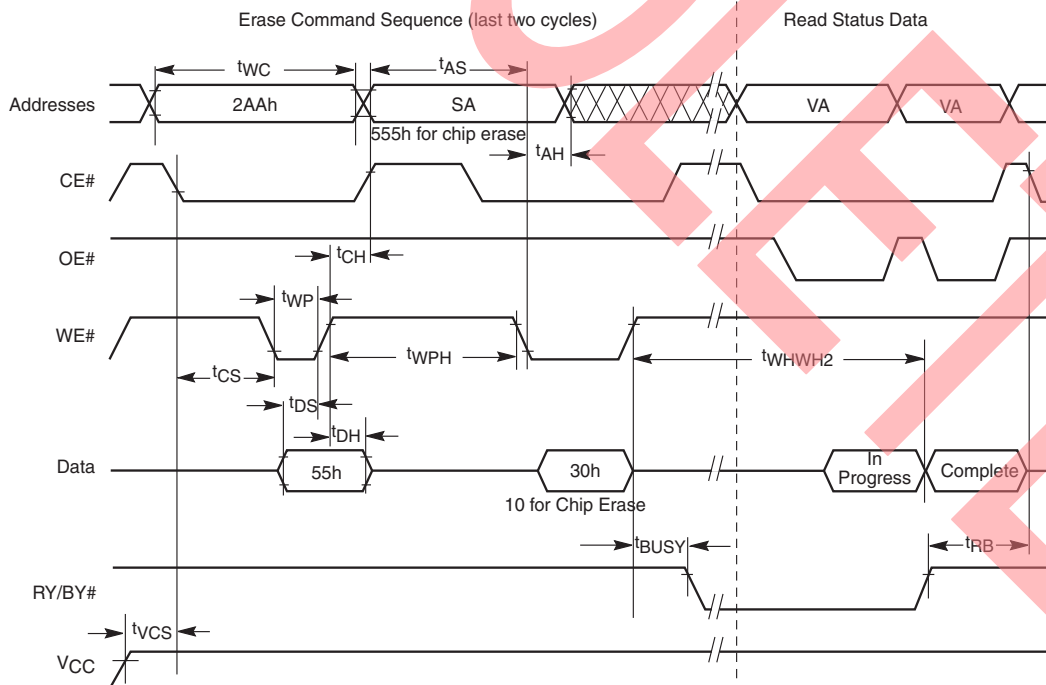 Erase Command Sequence (last two cycles)
Read Status Data
tWC
tAS
Addresses
2AAh
SA
VA
VA
555h for chip erase
tAH
CE#
OE#
tCH
tWP
WE#
tWPH
tWHWH2
tCS
tDS
tDH
Data
55h
30h
In
Progress
Complete
10 for Chip Erase
tBUSY
tRB
RY/BY#
tVCS
VCC